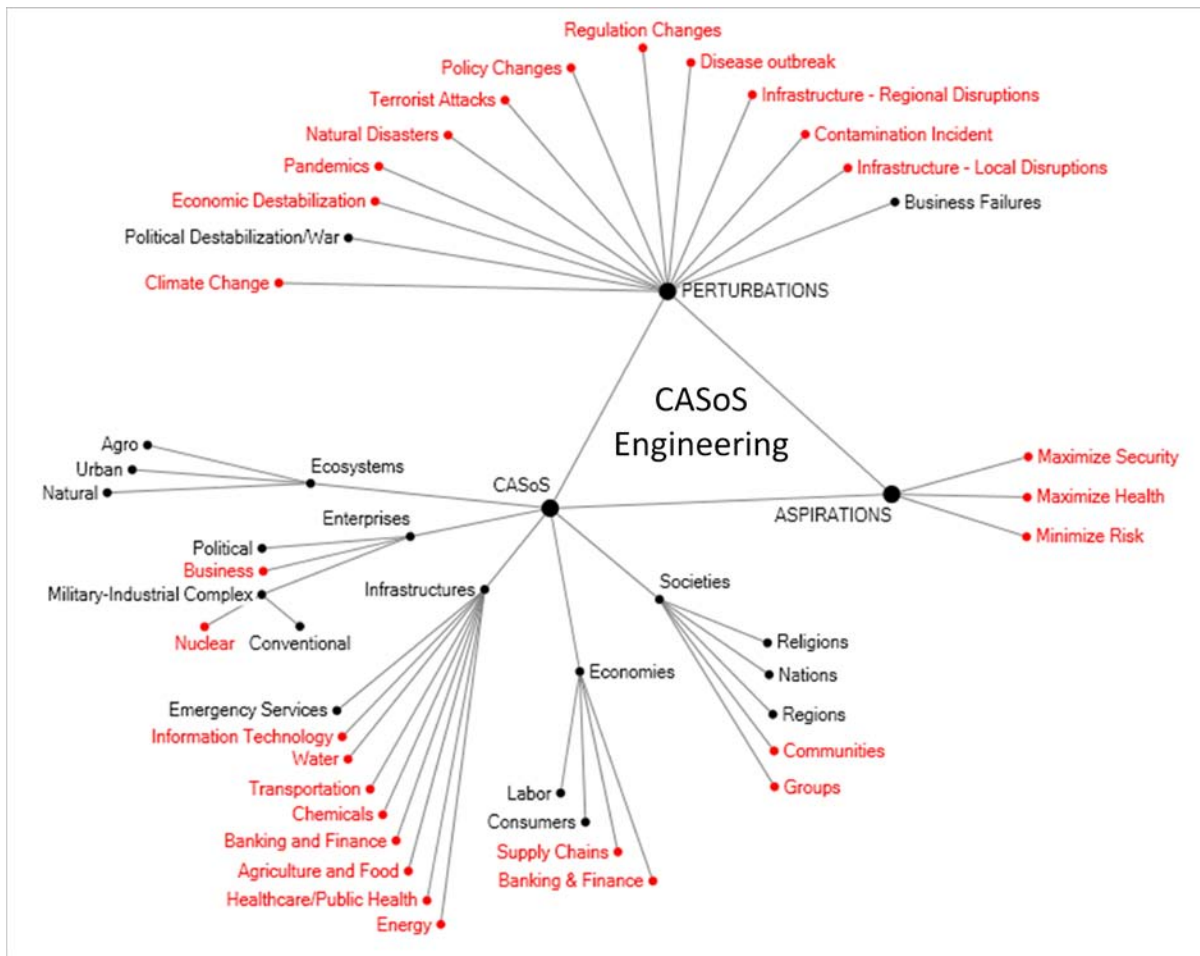 Regulation Changes
Policy Changes
Disease outbreak
Terrorist Attacks
Infrastructure - Regional Disruptions
Natural Disasters
Contamination Incident
Pandemics
Infrastructure - Local Disruptions
Economic Destabilization
Business Failures
Political Destabilization/War
Climate Change
PERTURBATIONS
CASoS
Engineering
Agro
Urban
Natural
Ecosystems
CASoS
Maximize Security
Maximize Health
Minimize Risk
ASPIRATIONS
Enterprises
Political
Business
Military-Industrial Complex
Nuclear
Conventional
Infrastructures
Societies
Religions
Nations
Regions
Communities
Groups
Economies
Emergency Services
Information Technology
Water
Transportation
Chemicals
Banking and Finance
Agriculture and Food
Healthcare/Public Health
Energy
Labor
Consumers
Supply Chains
Banking & Finance